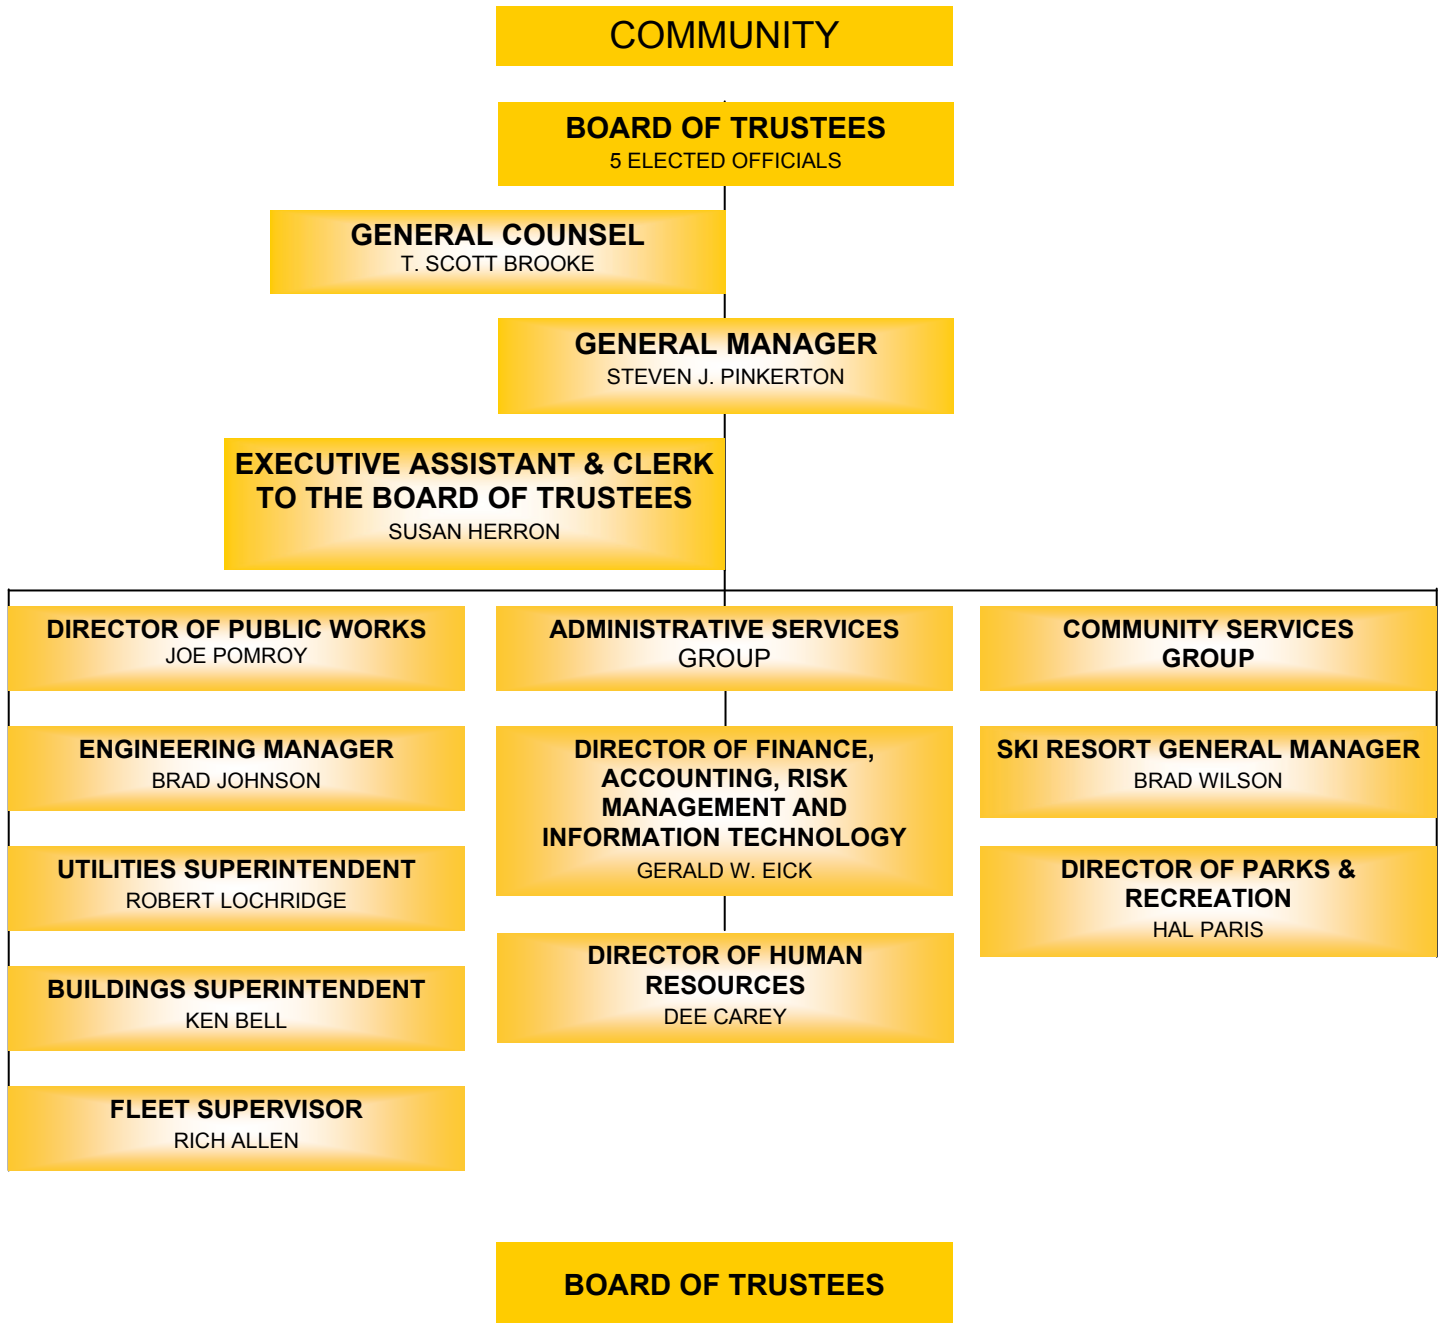 COMMUNITY
BOARD OF TRUSTEES
5 ELECTED OFFICIALS
GENERAL COUNSEL
T. SCOTT BROOKE
GENERAL MANAGER
STEVEN J. PINKERTON
EXECUTIVE ASSISTANT & CLERK
TO THE BOARD OF TRUSTEES
SUSAN HERRON
DIRECTOR OF PUBLIC WORKS
JOE POMROY
ENGINEERING MANAGER
BRAD JOHNSON
UTILITIES SUPERINTENDENT
ROBERT LOCHRIDGE
BUILDINGS SUPERINTENDENT
KEN BELL
FLEET SUPERVISOR
RICH ALLEN
ADMINISTRATIVE SERVICES
GROUP
DIRECTOR OF FINANCE,
ACCOUNTING, RISK
MANAGEMENT AND
INFORMATION TECHNOLOGY
GERALD W. EICK
DIRECTOR OF HUMAN
RESOURCES
DEE CAREY
COMMUNITY SERVICES
GROUP
SKI RESORT GENERAL MANAGER
BRAD WILSON
DIRECTOR OF PARKS &
RECREATION
HAL PARIS
BOARD OF TRUSTEES